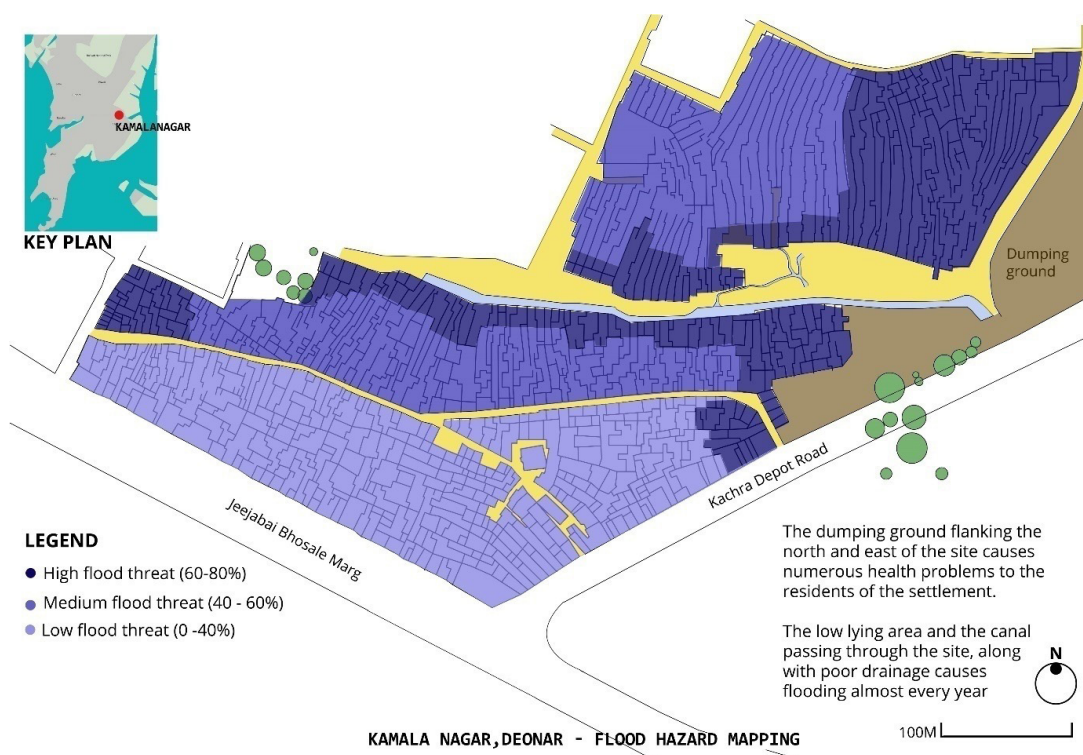 KAMALANAGAR
KEY PLAN
Dumping
ground
Kachra Depot Road
Jeejabai Bhosale Marg
LEGEND
High flood threat (60-80%)
Medium flood threat (40 - 60%)
Low flood threat (0 -40%)
The dumping ground flanking the
north and east of the site causes
numerous health problems to the
residents of the settlement.
The low lying area and the canal
passing through the site, along
with poor drainage causes
flooding almost every year
N
100M
KAMALA NAGAR,DEONAR - FLOOD HAZARD MAPPING